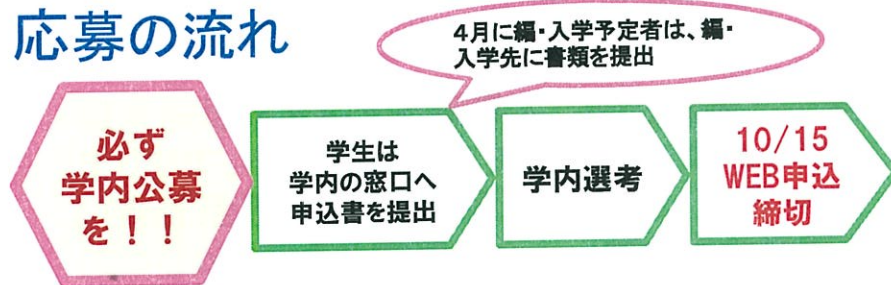 応募の流れ
4月に編・入学予定者は、編・
入学先に書類を提出
必ず
学内公募
を！！
学生は
学内の窓口へ
申込書を提出
学内選考
10/15
WEB申込
締切